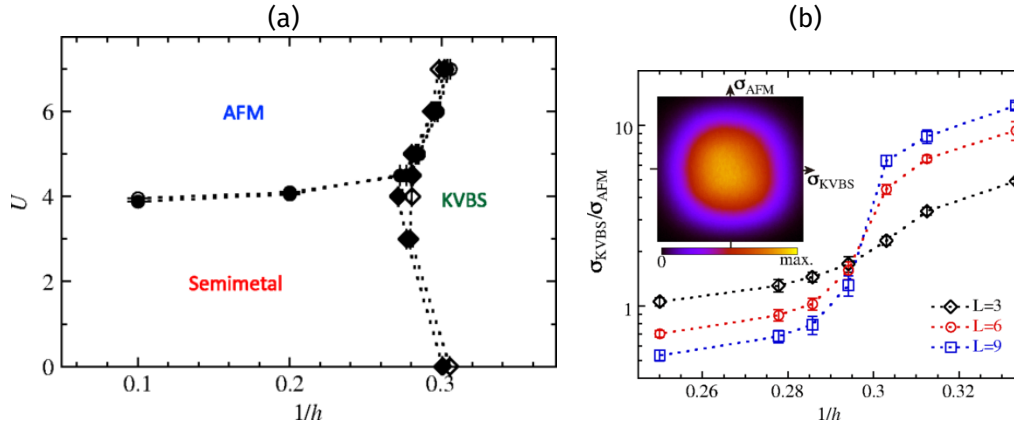 (a)
U
6
4
2
0
AFM
KVBS
Semimetal
0.1 0.2 0.3
1/h
(b)
σKVBS/σAFM
10
1
σAFM
σKVBS
0 max.
L=3
L=6
L=9
0.26 0.28 0.3 0.32
1/h